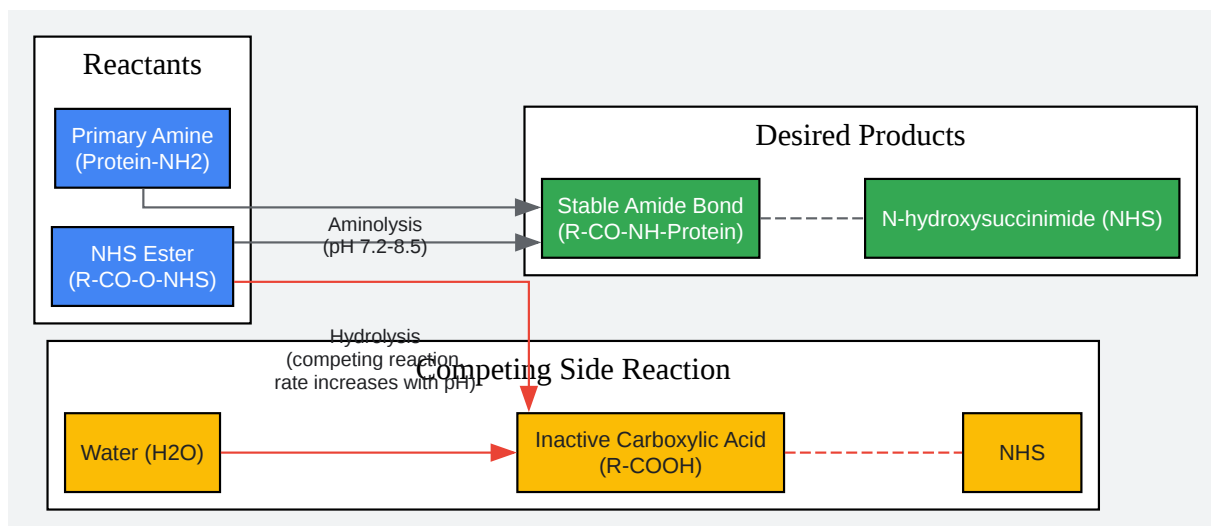 Reactants
Primary Amine
(Protein-NH2)
NHS Ester
(R-CO-O-NHS)
Aminolysis
(pH 7.2-8.5)
Desired Products
Stable Amide Bond
(R-CO-NH-Protein)
N-hydroxysuccinimide (NHS)
Hydrolysis
(competing reaction,
rate increases with pH)
Competing Side Reaction
Water (H2O)
Inactive Carboxylic Acid
(R-COOH)
NHS